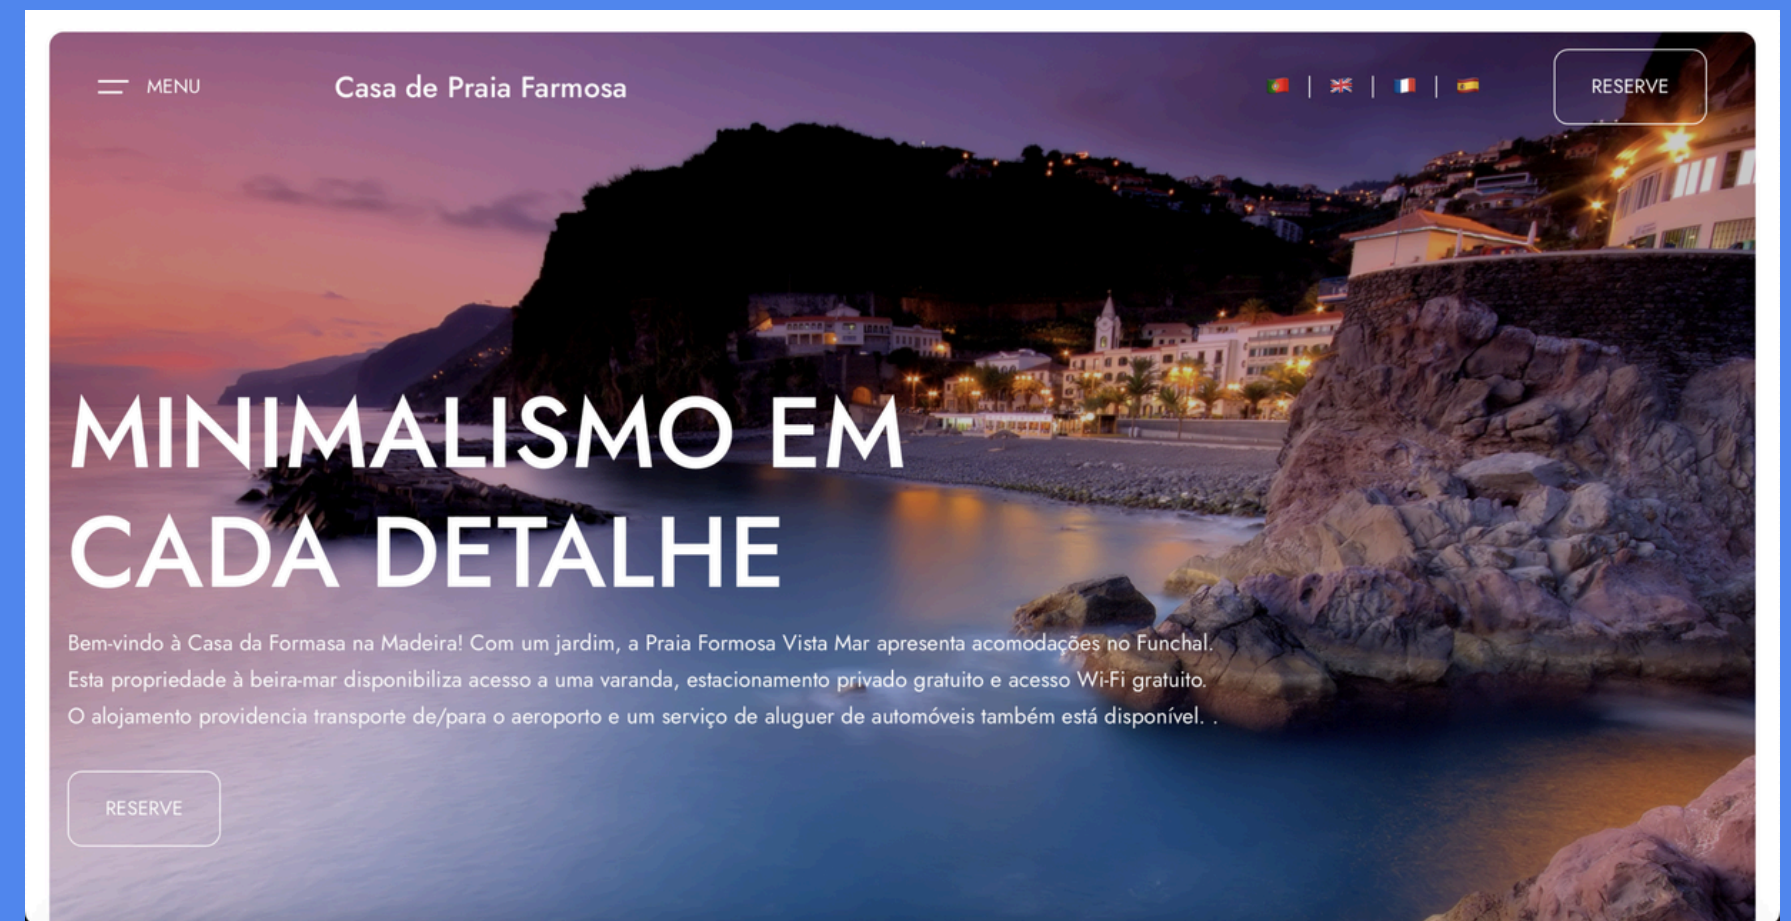 MENU
Casa de Praia Farmosa
| | |
RESERVE
MINIMALISMO EM
CADA DETALHE
Bem-vindo à Casa da Formasa na Madeira! Com um jardim, a Praia Formosa Vista Mar apresenta acomodações no Funchal.
Esta propriedade à beira-mar disponibiliza acesso a uma varanda, estacionamento privado gratuito e acesso Wi-Fi gratuito.
O alojamento providencia transporte de/para o aeroporto e um serviço de aluguer de automóveis também está disponível. .
RESERVE